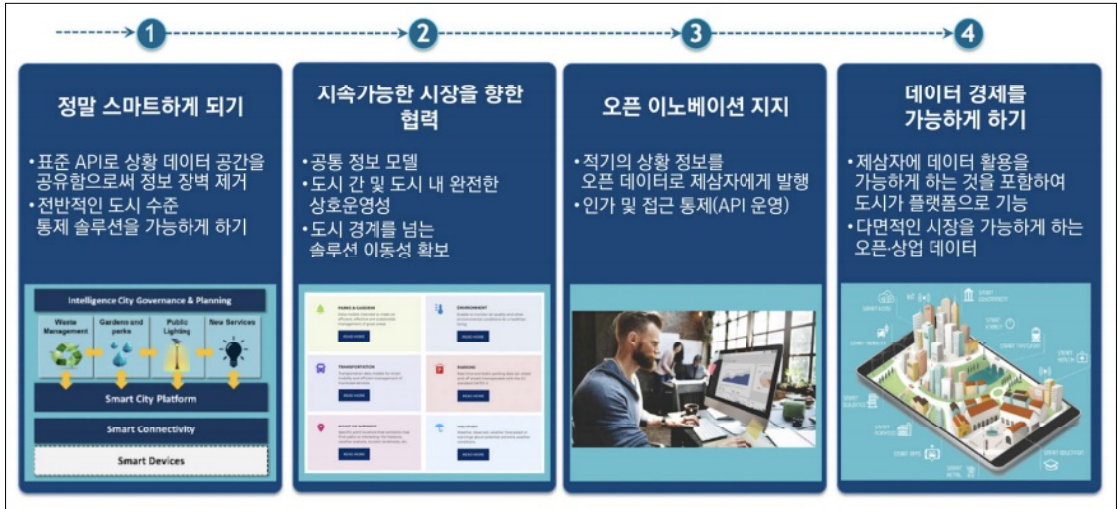 1
2
3
4
정말 스마트하게 되기
• 표준 API로 상황 데이터 공간을
공유함으로써 정보 장벽 제거
• 전반적인 도시 수준
통제 솔루션을 가능하게 하기
Intelligence City Governance & Planning
Waste
Management
Gardens and
parks
Public
Lighting
New Services
Smart City Platform
Smart Connectivity
Smart Devices
지속가능한 시장을 향한
협력
• 공통 정보 모델
• 도시 간 및 도시 내 완전한
상호운영성
• 도시 경계를 넘는
솔루션 이동성 확보
PARKS & GARDENS
READ MORE
ENVIRONMENT
READ MORE
TRANSPORTATION
READ MORE
PARKING
READ MORE
READ MORE
READ MORE
오픈 이노베이션 지지
• 적기의 상황 정보를
오픈 데이터로 제삼자에게 발행
• 인가 및 접근 통제(API 운영)
데이터 경제를
가능하게 하기
• 제삼자에 데이터 활용을
가능하게 하는 것을 포함하여
도시가 플랫폼으로 기능
• 다면적인 시장을 가능하게 하는
오픈·상업 데이터